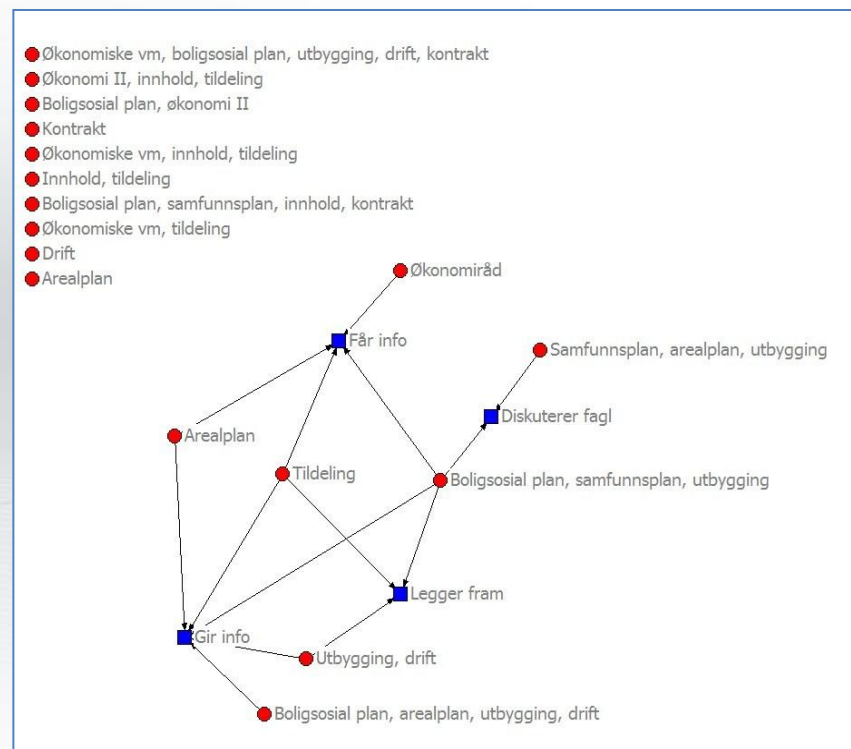 Økonomiske vm, boligsosial plan, utbygging, drift, kontrakt
Økonomi II, innhold, tildeling
Boligsosial plan, økonomi II
Kontrakt
Økonomiske vm, innhold, tildeling
Innhold, tildeling
Boligsosial plan, samfunnsplan, innhold, kontrakt
Økonomiske vm, tildeling
Drift
Arealplan
Økonomiråd
Får info
Samfunnsplan, arealplan, utbygging
Diskuterer fagl
Arealplan
Tildeling
Boligsosial plan, samfunnsplan, utbygging
Legger fram
Gir info
Utbygging, drift
Boligsosial plan, arealplan, utbygging, drift